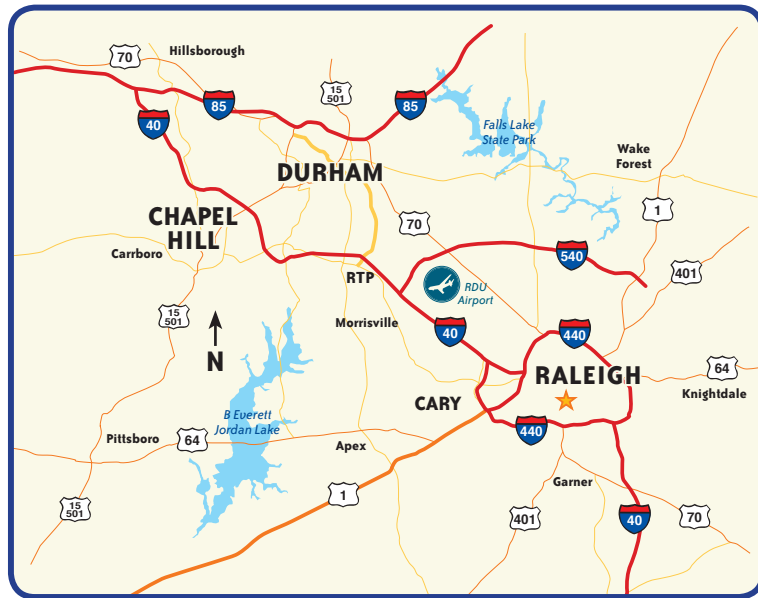 70
Hillsborough
15
501
85
85
40
Falls Lake
State Park
Wake
Forest
DURHAM
CHAPEL
HILL
70
1
Carrboro
540
401
RTP
RDU
Airport
15
501
Morrisville
40
440
N
RALEIGH
64
CARY
Knightdale
B Everett
Jordan Lake
Pittsboro
64
Apex
440
Garner
1
15
501
401
40
70